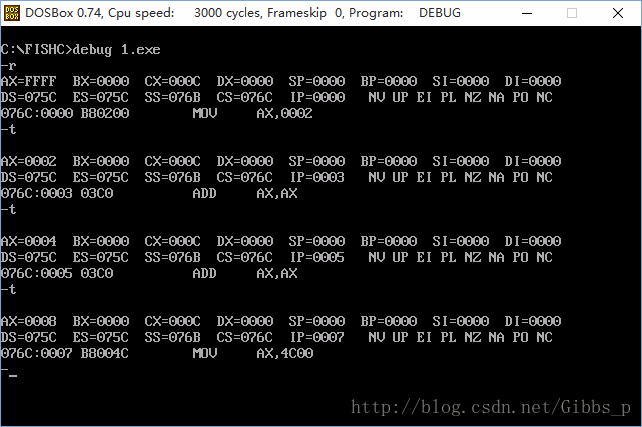 DOSBox 0.74, Cpu speed: 3000 cycles, Frameskip 0, Program: DEBUG
C:\FISHC>debug 1.exe
-r
AX=FFFF BX=0000 CX=000C DX=0000 SP=0000 BP=0000 SI=0000 DI=0000
DS=075C ES=075C SS=076B CS=076C IP=0000 NV UP EI PL NZ NA PO NC
076C:0000 B80200 MOV AX,0002
-t
AX=0002 BX=0000 CX=000C DX=0000 SP=0000 BP=0000 SI=0000 DI=0000
DS=075C ES=075C SS=076B CS=076C IP=0003 NV UP EI PL NZ NA PO NC
076C:0003 03C0 ADD AX,AX
-t
AX=0004 BX=0000 CX=000C DX=0000 SP=0000 BP=0000 SI=0000 DI=0000
DS=075C ES=075C SS=076B CS=076C IP=0005 NV UP EI PL NZ NA PO NC
076C:0005 03C0 ADD AX,AX
-t
AX=0008 BX=0000 CX=000C DX=0000 SP=0000 BP=0000 SI=0000 DI=0000
DS=075C ES=075C SS=076B CS=076C IP=0007 NV UP EI PL NZ NA PO NC
076C:0007 B8004C MOV AX,4C00
-_
http://blog.csdn.net/Gibbs_p